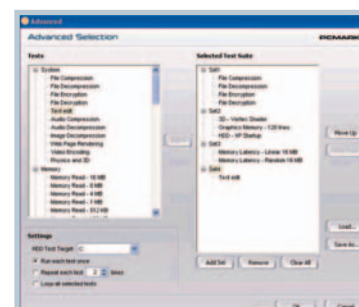 Advanced
Advanced Selection
PCMARK
Tests
System
File Compression
File Decompression
File Encryption
File Decryption
Text edit
Audio Compression
Audio Decompression
Image Decompression
Web Page Rendering
Video Encoding
Physics and 3D
Memory
Memory Read - 16 MB
Memory Read - 8 MB
Memory Read - 4 MB
Memory Read - 1 MB
Memory Read - 512 KB
Selected Test Suite
Set1
File Compression
File Decompression
File Encryption
File Decryption
Set2
3D - Vertex Shader
Graphics Memory - 128 lines
HDD - XP Startup
Set3
Memory Latency - Linear 16 MB
Memory Latency - Random 16 MB
Set4
Text edit
Move Up
Load...
Save As...
Settings
HDD Test Target C:
Run each test once
Repeat each test 2 times
Loop all selected tests
Add Set
Remove
Clear All
OK
Cancel